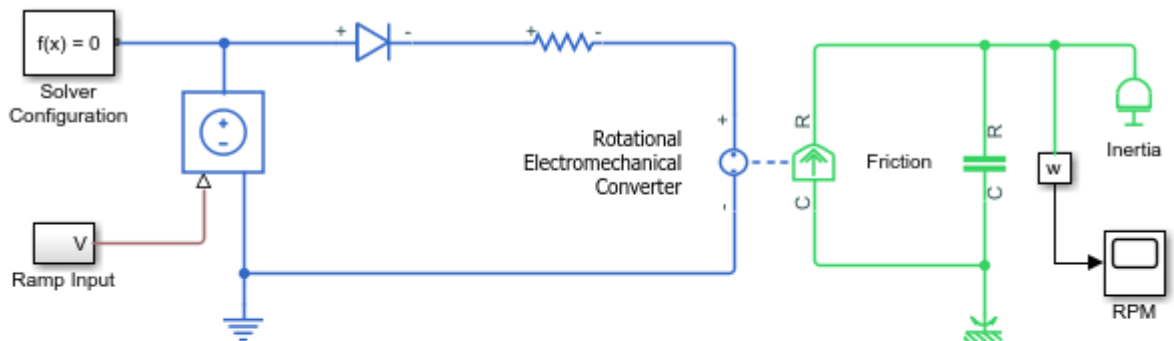 f(x) = 0
Solver
Configuration
+
-
+
-
+
-
V
Ramp Input
Rotational
Electromechanical
Converter
+
-
R
C
Friction
R
C
w
Inertia
RPM